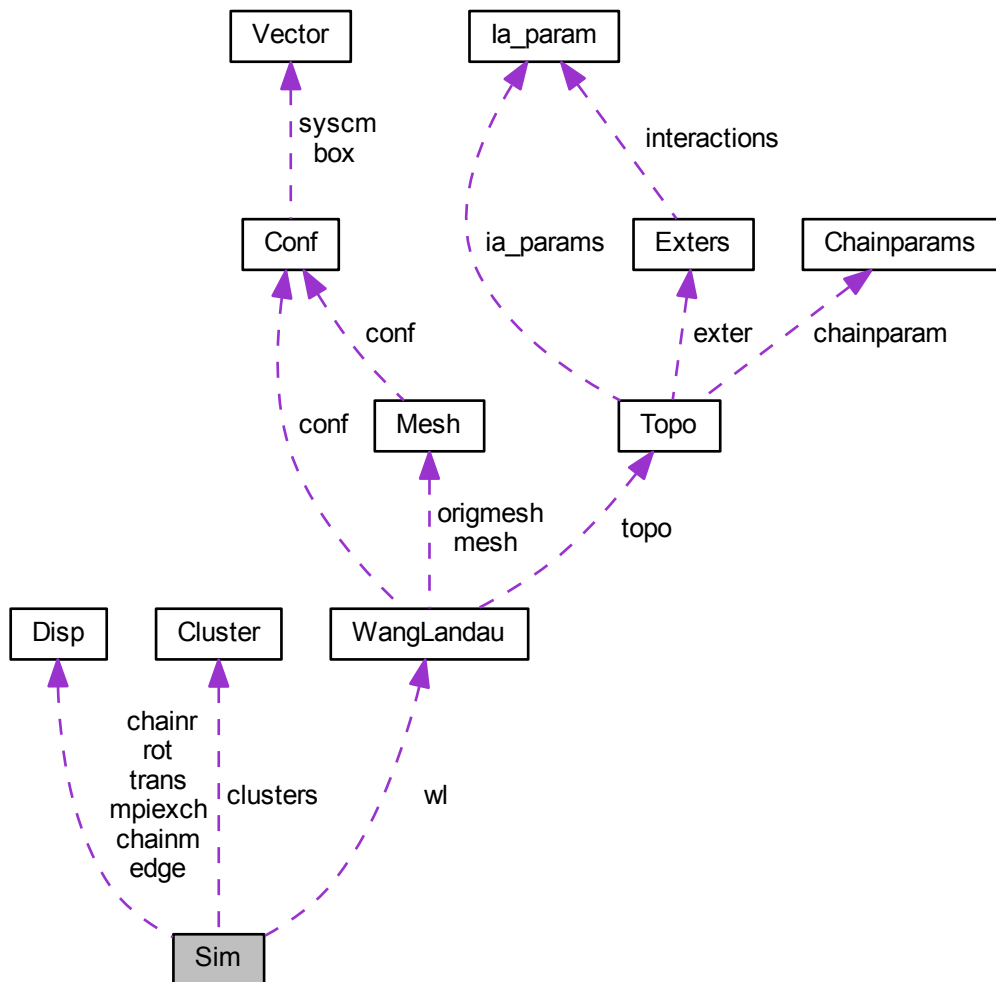 Vector
Ia_param
syscm
box
interactions
Conf
ia_params
Exters
Chainparams
conf
exter
chainparam
conf
Mesh
Topo
origmesh
mesh
topo
Disp
Cluster
WangLandau
chainr
rot
trans
mpiexch
chainm
edge
clusters
wl
Sim